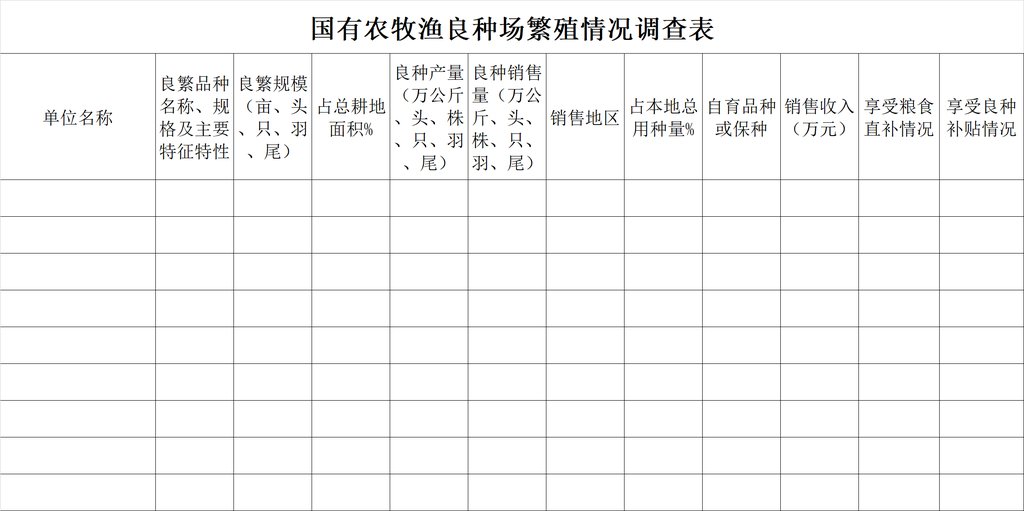 国有农牧渔良种场繁殖情况调查表
单位名称
良繁品种
名称、规
格及主要
特征特性
良繁规模
（亩、头
、只、羽
、尾）
占总耕地
面积%
良种产量
（万公斤
、头、株
、只、羽
、尾）
良种销售
量（万公
斤、头、
株、只、
羽、尾）
销售地区
占本地总
用种量%
自育品种
或保种
销售收入
（万元）
享受粮食
直补情况
享受良种
补贴情况